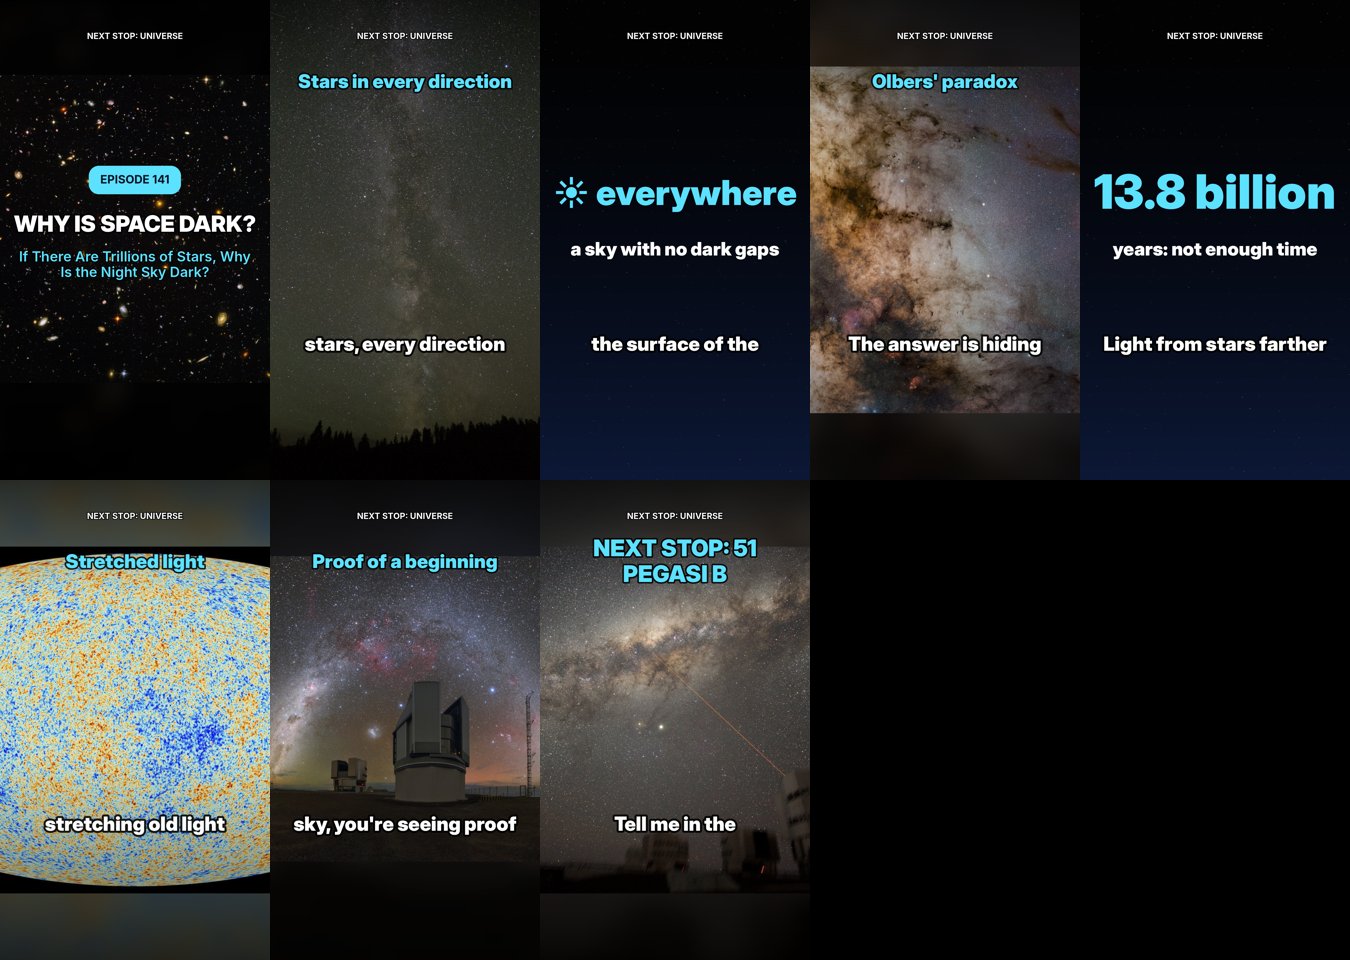 NEXT STOP: UNIVERSE
EPISODE 141
WHY IS SPACE DARK?
If There Are Trillions of Stars, Why
Is the Night Sky Dark?
NEXT STOP: UNIVERSE
Stars in every direction
stars, every direction
NEXT STOP: UNIVERSE
☀ everywhere
a sky with no dark gaps
the surface of the
NEXT STOP: UNIVERSE
Olbers' paradox
The answer is hiding
NEXT STOP: UNIVERSE
13.8 billion
years: not enough time
Light from stars farther
NEXT STOP: UNIVERSE
Stretched light
stretching old light
NEXT STOP: UNIVERSE
Proof of a beginning
sky, you're seeing proof
NEXT STOP: UNIVERSE
NEXT STOP: 51
PEGASI B
Tell me in the